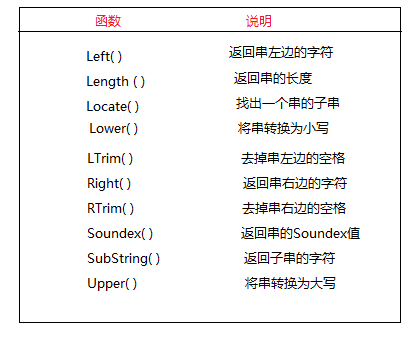 函数 说明
Left( ) 返回串左边的字符
Length ( ) 返回串的长度
Locate( ) 找出一个串的子串
Lower( ) 将串转换为小写
LTrim( ) 去掉串左边的空格
Right( ) 返回串右边的字符
RTrim( ) 去掉串右边的空格
Soundex( ) 返回串的Soundex值
SubString( ) 返回子串的字符
Upper( ) 将串转换为大写